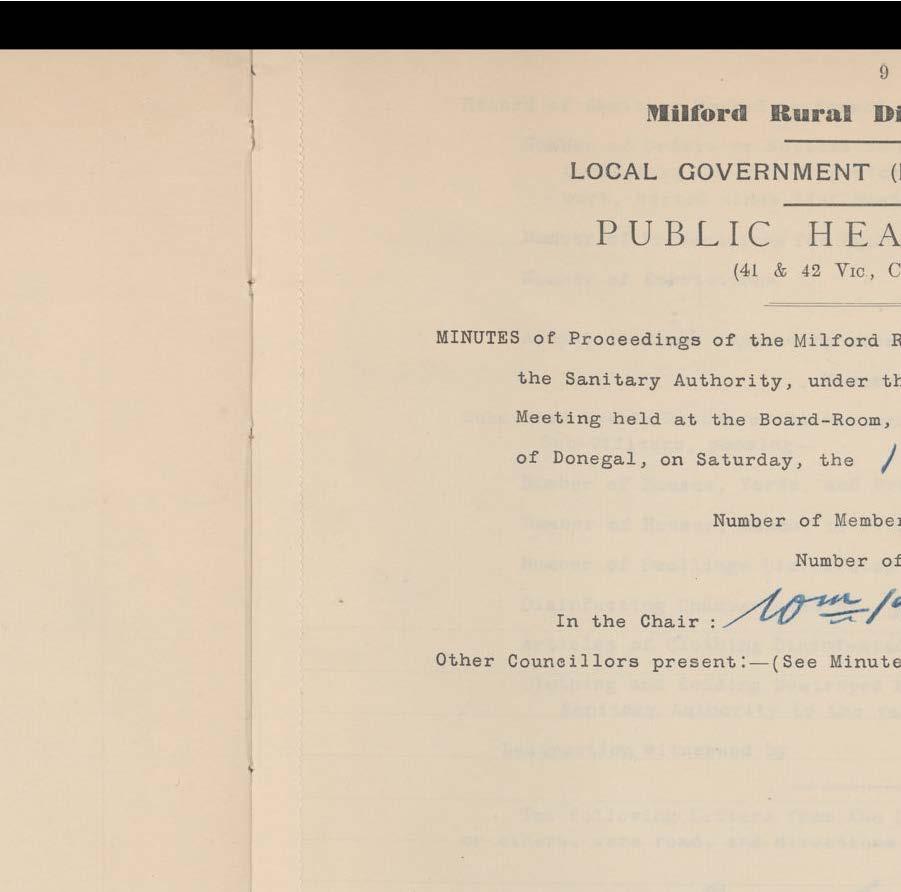 9
Milford Rural Di
LOCAL GOVERNMENT (
PUBLIC HEA
(41 & 42 Vic., C
MINUTES of Proceedings of the Milford R
the Sanitary Authority, under th
Meeting held at the Board-Room,
of Donegal, on Saturday, the 1
Number of Member
Number of
In the Chair : Wm
Other Councillors present:—(See Minute